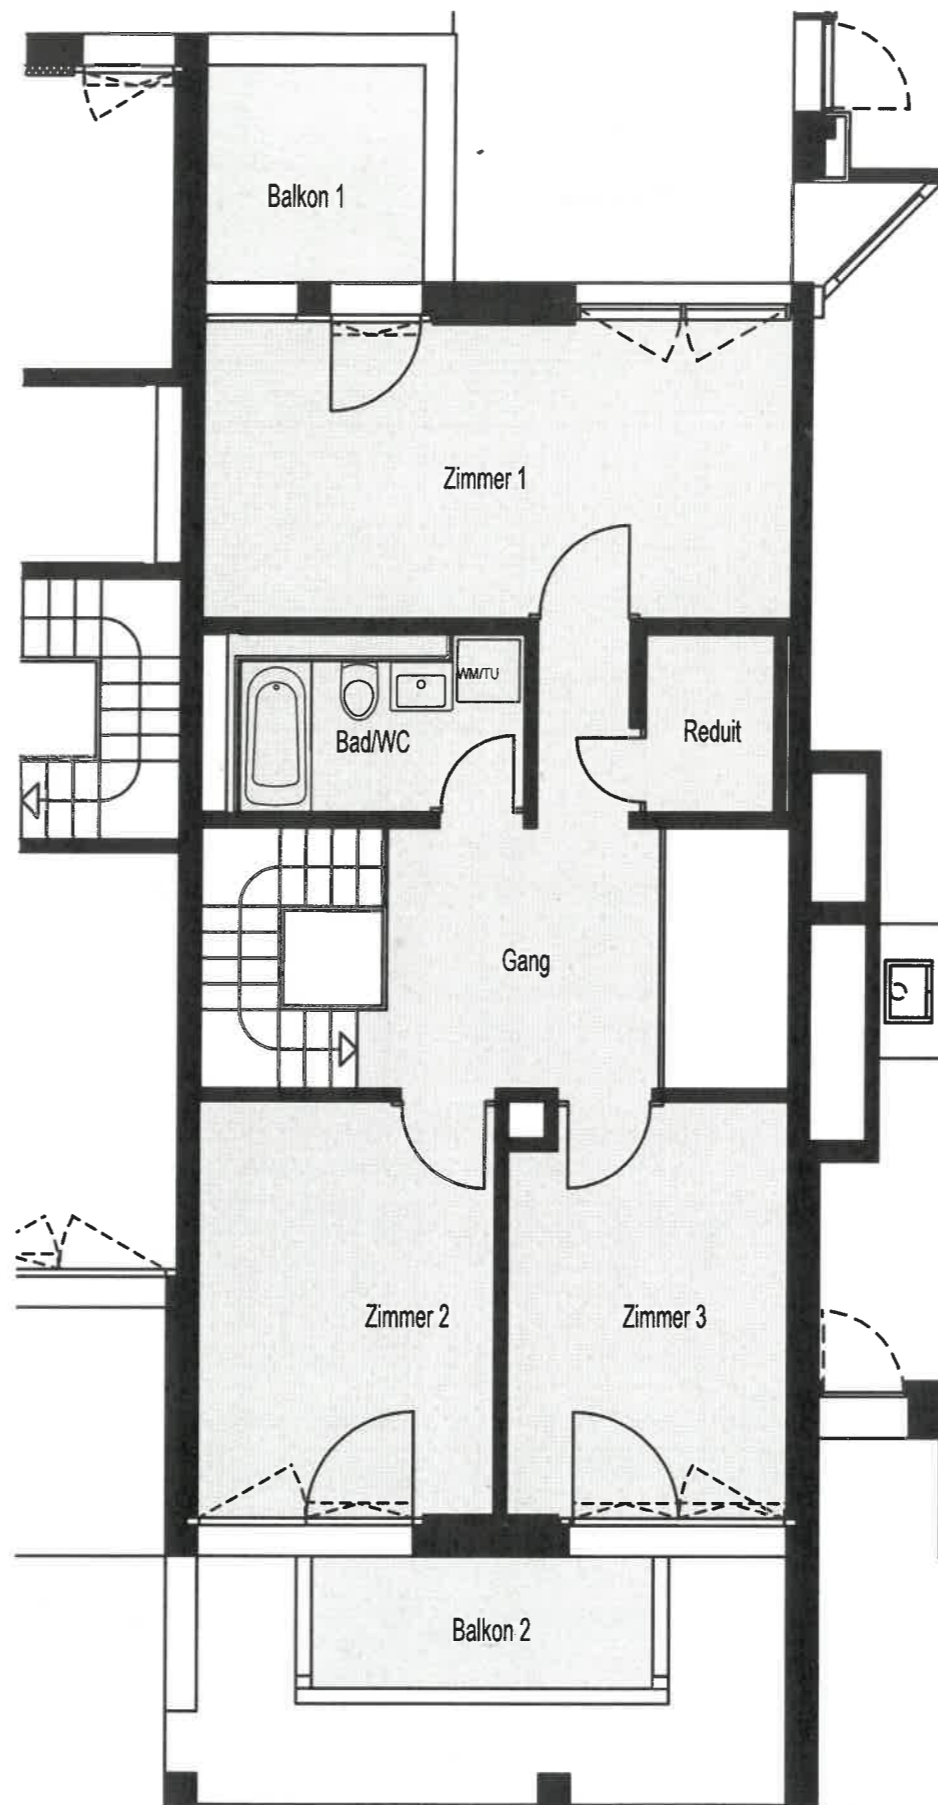 Balkon 1
Zimmer 1
WM/TU
Bad/WC
Reduit
Gang
Zimmer 2
Zimmer 3
Balkon 2